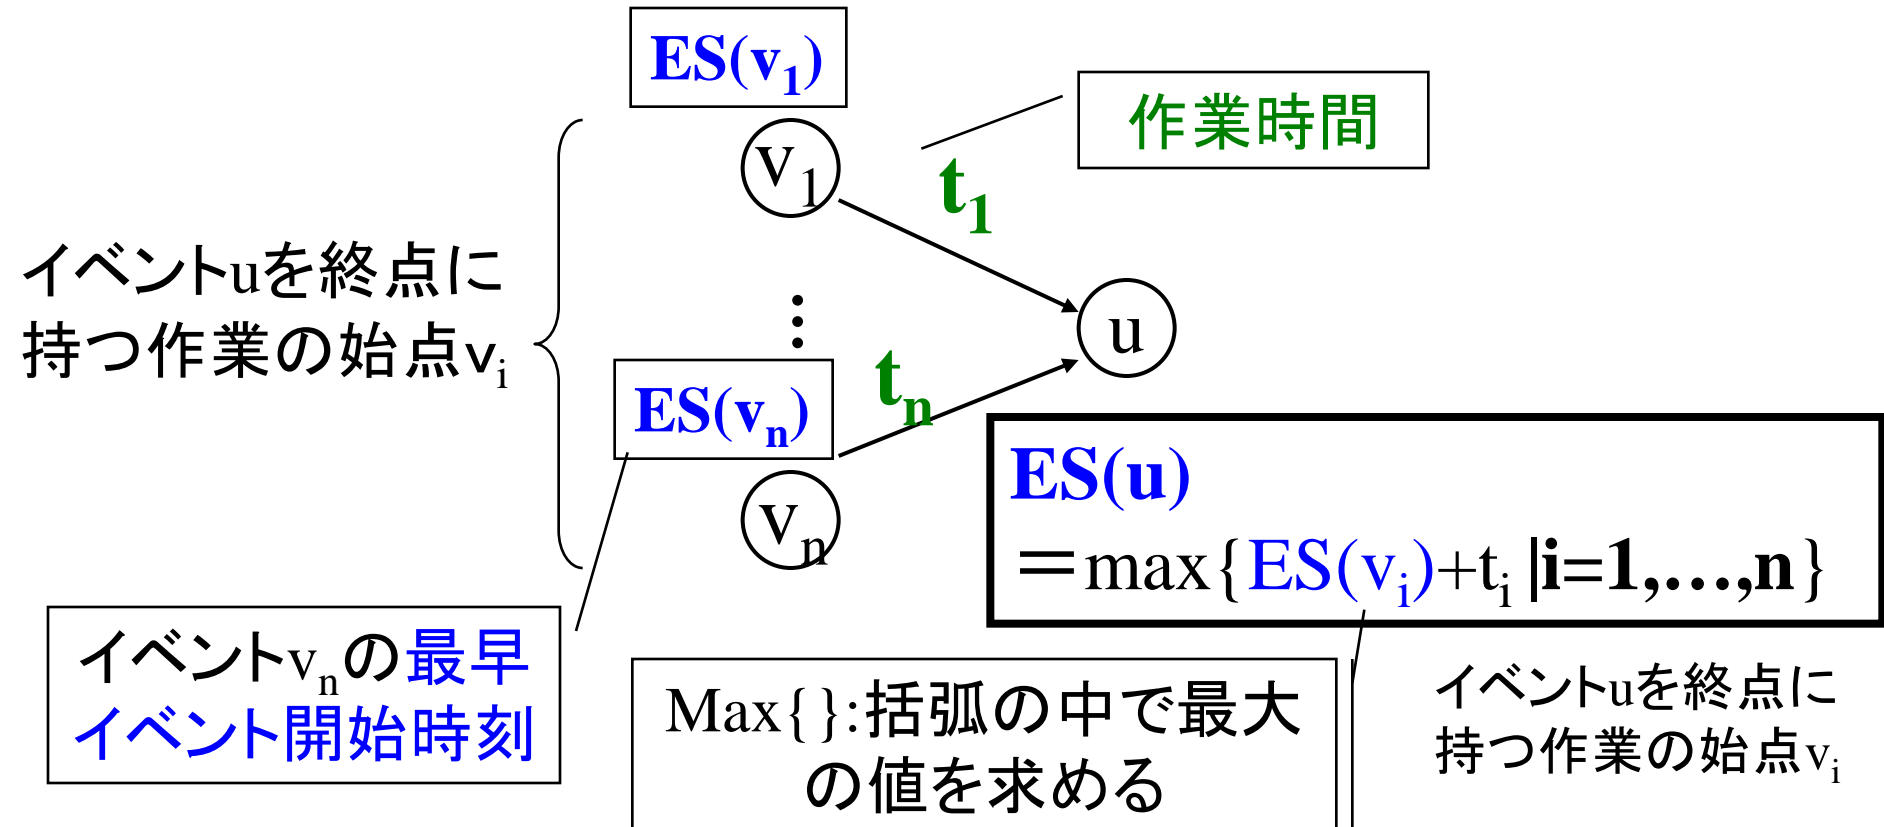 ES(v₁)
作業時間
v₁
t₁
イベントuを終点に
持つ作業の始点vᵢ
⋮
u
ES(vₙ)
tₙ
vₙ
ES(u)
＝max{ES(vᵢ)+tᵢ |i=1,…,n}
イベントvₙの最早
イベント開始時刻
Max{}:括弧の中で最大
の値を求める
イベントuを終点に
持つ作業の始点vᵢ